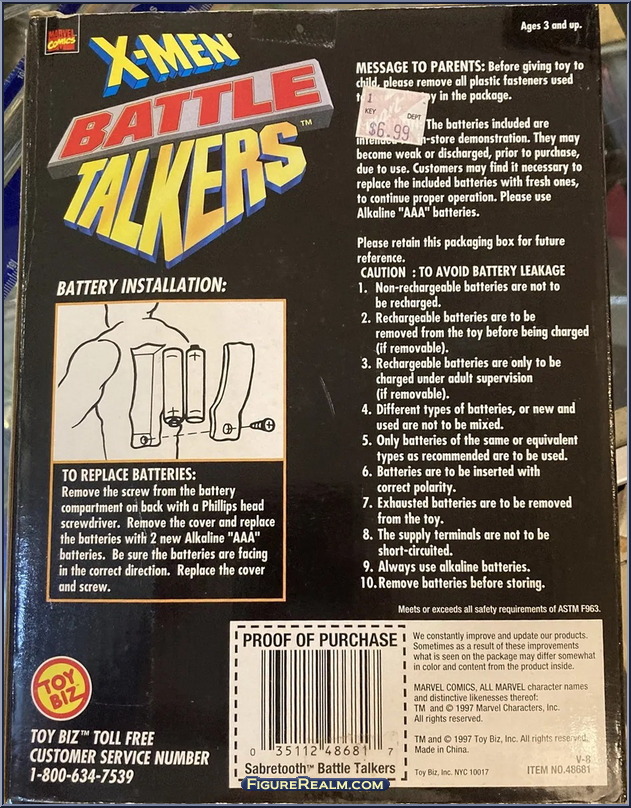 Ages 3 and up.
MARVEL
COMICS
X-MEN®
BATTLE
TALKERS™
MESSAGE TO PARENTS: Before giving toy to
child, please remove all plastic fasteners used
y in the package.
1
KEY
DEPT
$6.99
The batteries included are
-store demonstration. They may
become weak or discharged, prior to purchase,
due to use. Customers may find it necessary to
replace the included batteries with fresh ones,
to continue proper operation. Please use
Alkaline "AAA" batteries.
Please retain this packaging box for future
reference.
CAUTION : TO AVOID BATTERY LEAKAGE
1. Non-rechargeable batteries are not to
be recharged.
2. Rechargeable batteries are to be
removed from the toy before being charged
(if removable).
3. Rechargeable batteries are only to be
charged under adult supervision
(if removable).
4. Different types of batteries, or new and
used are not to be mixed.
5. Only batteries of the same or equivalent
types as recommended are to be used.
6. Batteries are to be inserted with
correct polarity.
7. Exhausted batteries are to be removed
from the toy.
8. The supply terminals are not to be
short-circuited.
9. Always use alkaline batteries.
10. Remove batteries before storing.
Meets or exceeds all safety requirements of ASTM F963.
BATTERY INSTALLATION:
TO REPLACE BATTERIES:
Remove the screw from the battery
compartment on back with a Phillips head
screwdriver. Remove the cover and replace
the batteries with 2 new Alkaline "AAA"
batteries. Be sure the batteries are facing
in the correct direction. Replace the cover
and screw.
TOY
BIZ
TOY BIZ™ TOLL FREE
CUSTOMER SERVICE NUMBER
1-800-634-7539
PROOF OF PURCHASE
0 35112 48681 7
Sabretooth™ Battle Talkers
We constantly improve and update our products.
Sometimes as a result of these improvements
what is seen on the package may differ somewhat
in color and content from the product inside.
MARVEL COMICS, ALL MARVEL character names
and distinctive likenesses thereof:
TM and © 1997 Marvel Characters, Inc.
All rights reserved.
TM and © 1997 Toy Biz, Inc. All rights reserved.
Made in China.
V-8
Toy Biz, Inc. NYC 10017
ITEM NO.48681
FIGUREREALM.COM